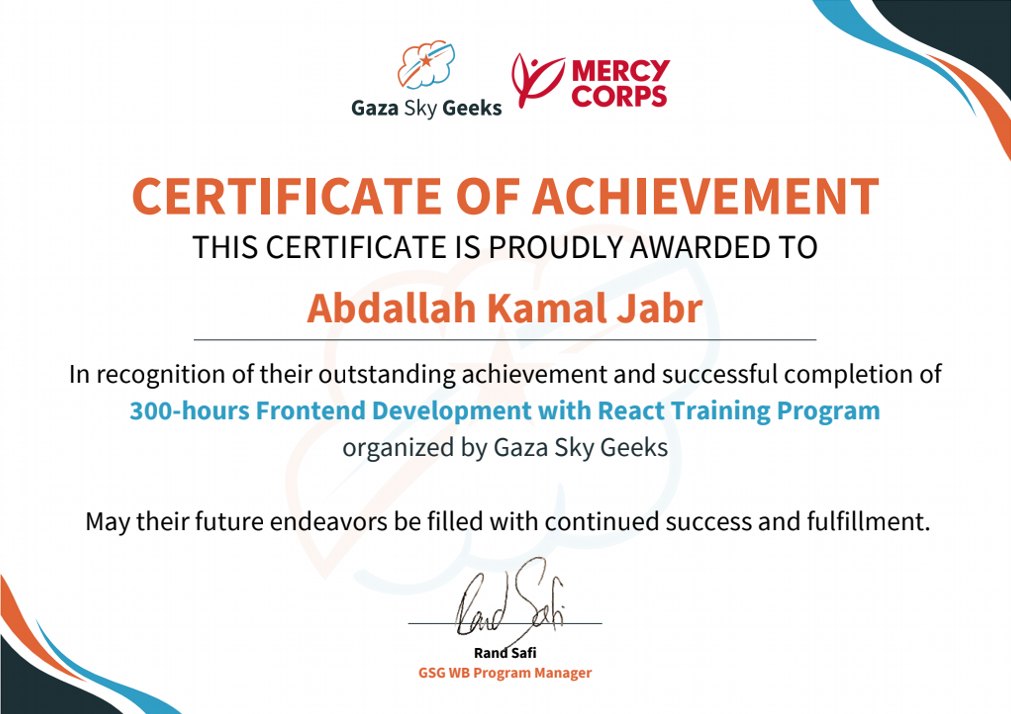 Gaza Sky Geeks
MERCY
CORPS
CERTIFICATE OF ACHIEVEMENT
THIS CERTIFICATE IS PROUDLY AWARDED TO
Abdallah Kamal Jabr
In recognition of their outstanding achievement and successful completion of
300-hours Frontend Development with React Training Program
organized by Gaza Sky Geeks
May their future endeavors be filled with continued success and fulfillment.
Rand Safi
Rand Safi
GSG WB Program Manager